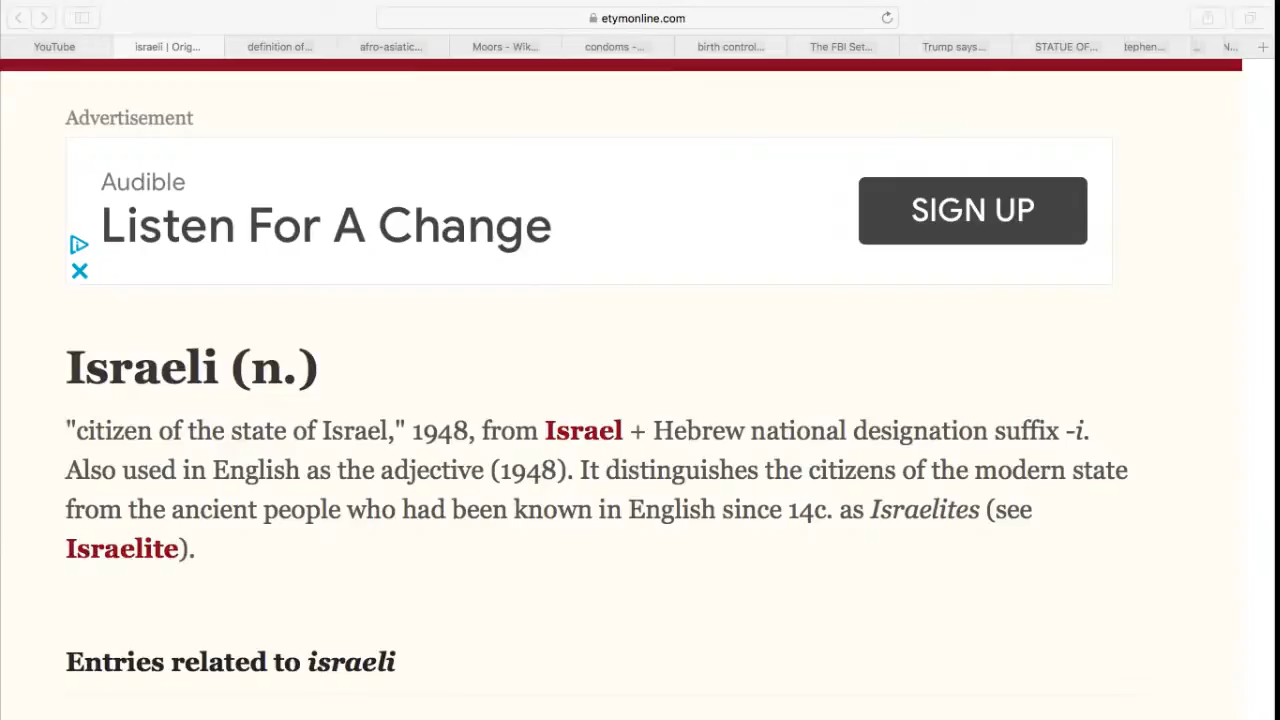 etymonline.com
YouTube israeli | Orig... definition of... afro-asiatic... Moors - Wik... condoms -... birth control... The FBI Set... Trump says... STATUE OF... tephen... ... N...
Advertisement
Audible
Listen For A Change
SIGN UP
Israeli (n.)
"citizen of the state of Israel," 1948, from Israel + Hebrew national designation suffix -i.
Also used in English as the adjective (1948). It distinguishes the citizens of the modern state
from the ancient people who had been known in English since 14c. as Israelites (see
Israelite).
Entries related to israeli